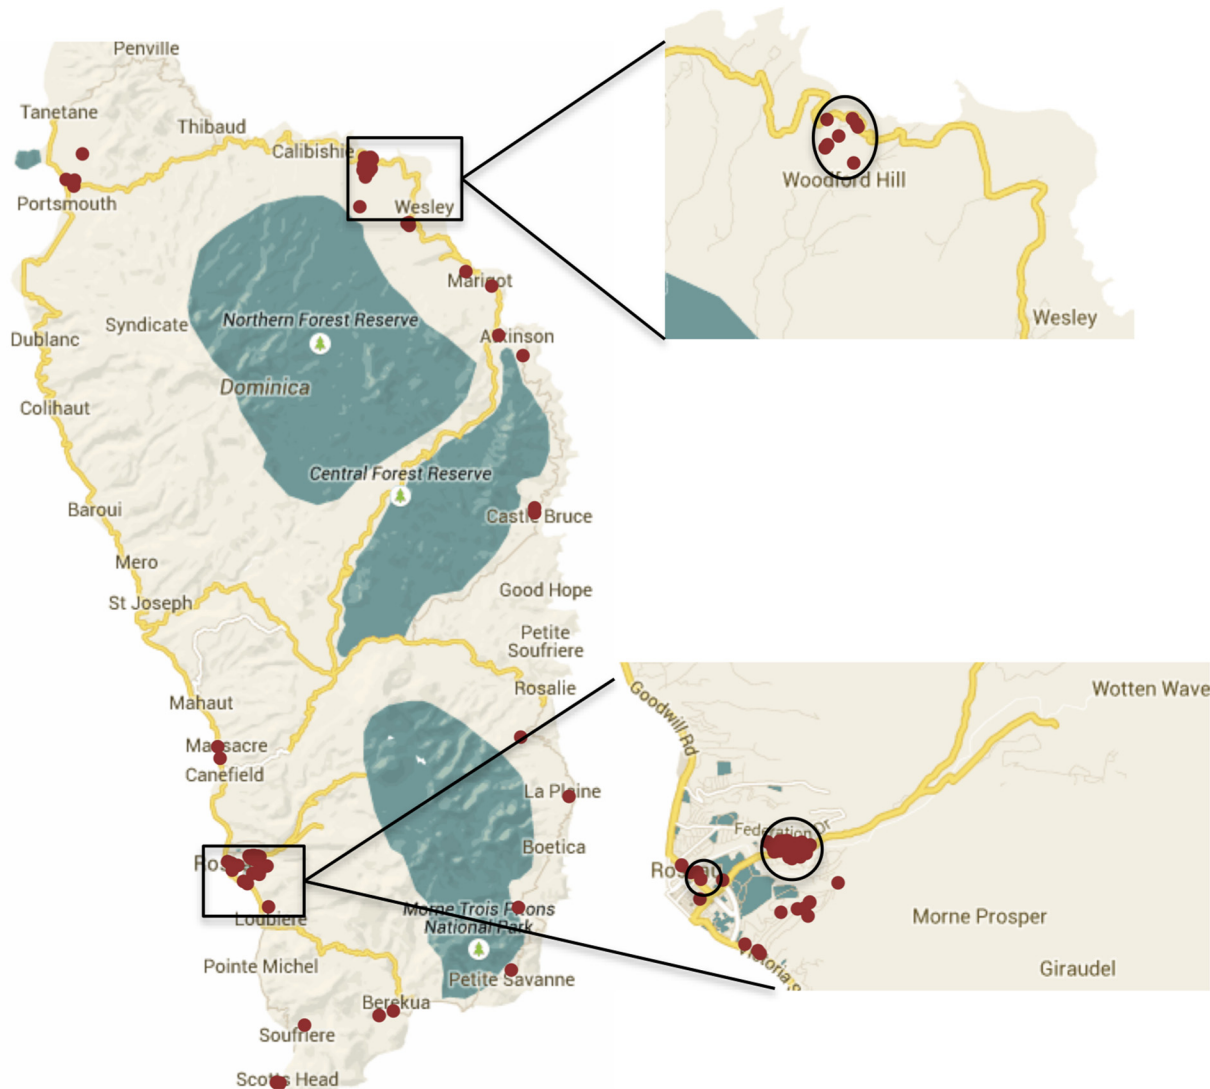 Penville
Tanetane
Thibaud
Calibishie
Portsmouth
Wesley
Woodford Hill
Wesley
Marigot
Syndicate
Northern Forest Reserve
Dublanc
Atkinson
Dominica
Colihaut
Central Forest Reserve
Baroui
Castle Bruce
Mero
Good Hope
St Joseph
Petite
Soufriere
Rosalie
Mahaut
Massacre
Canefield
La Plaine
Boetica
Loubiere
Morne Trois Pitons
National Park
Pointe Michel
Petite Savanne
Berekua
Soufriere
Scotts Head
Goodwill Rd
Wotten Wave
Federation Dr
Morne Prosper
Giraudel